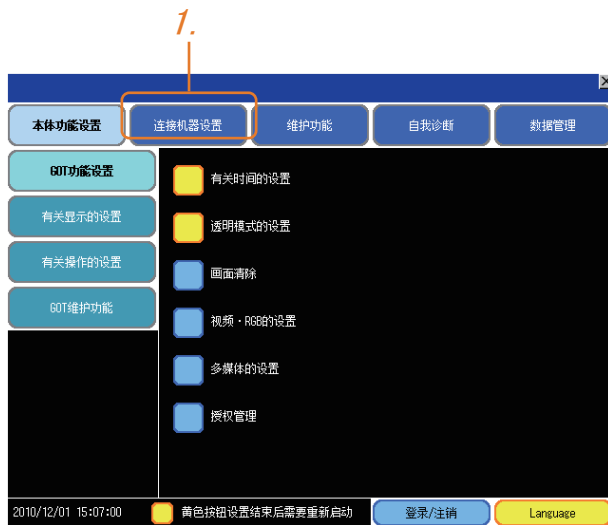 1.
本体功能设置 连接机器设置 维护功能 自我诊断 数据管理
GOT功能设置
有关显示的设置
有关操作的设置
GOT维护功能
有关时间的设置
透明模式的设置
画面清除
视频・RGB的设置
多媒体的设置
授权管理
2010/12/01 15:07:00 黄色按钮设置结束后需要重新启动 登录/注销 Language